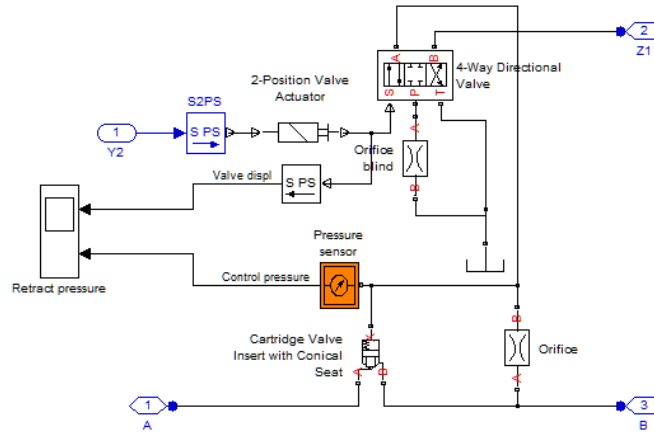 2
Z1
A
B
4-Way Directional
Valve
S
P
T
2-Position Valve
Actuator
S2PS
S PS
1
Y2
A
Orifice
blind
B
Valve displ
S PS
Pressure
sensor
Retract pressure
Control pressure
B
Orifice
A
X
Cartridge Valve
Insert with Conical
Seat
A
B
1
A
3
B